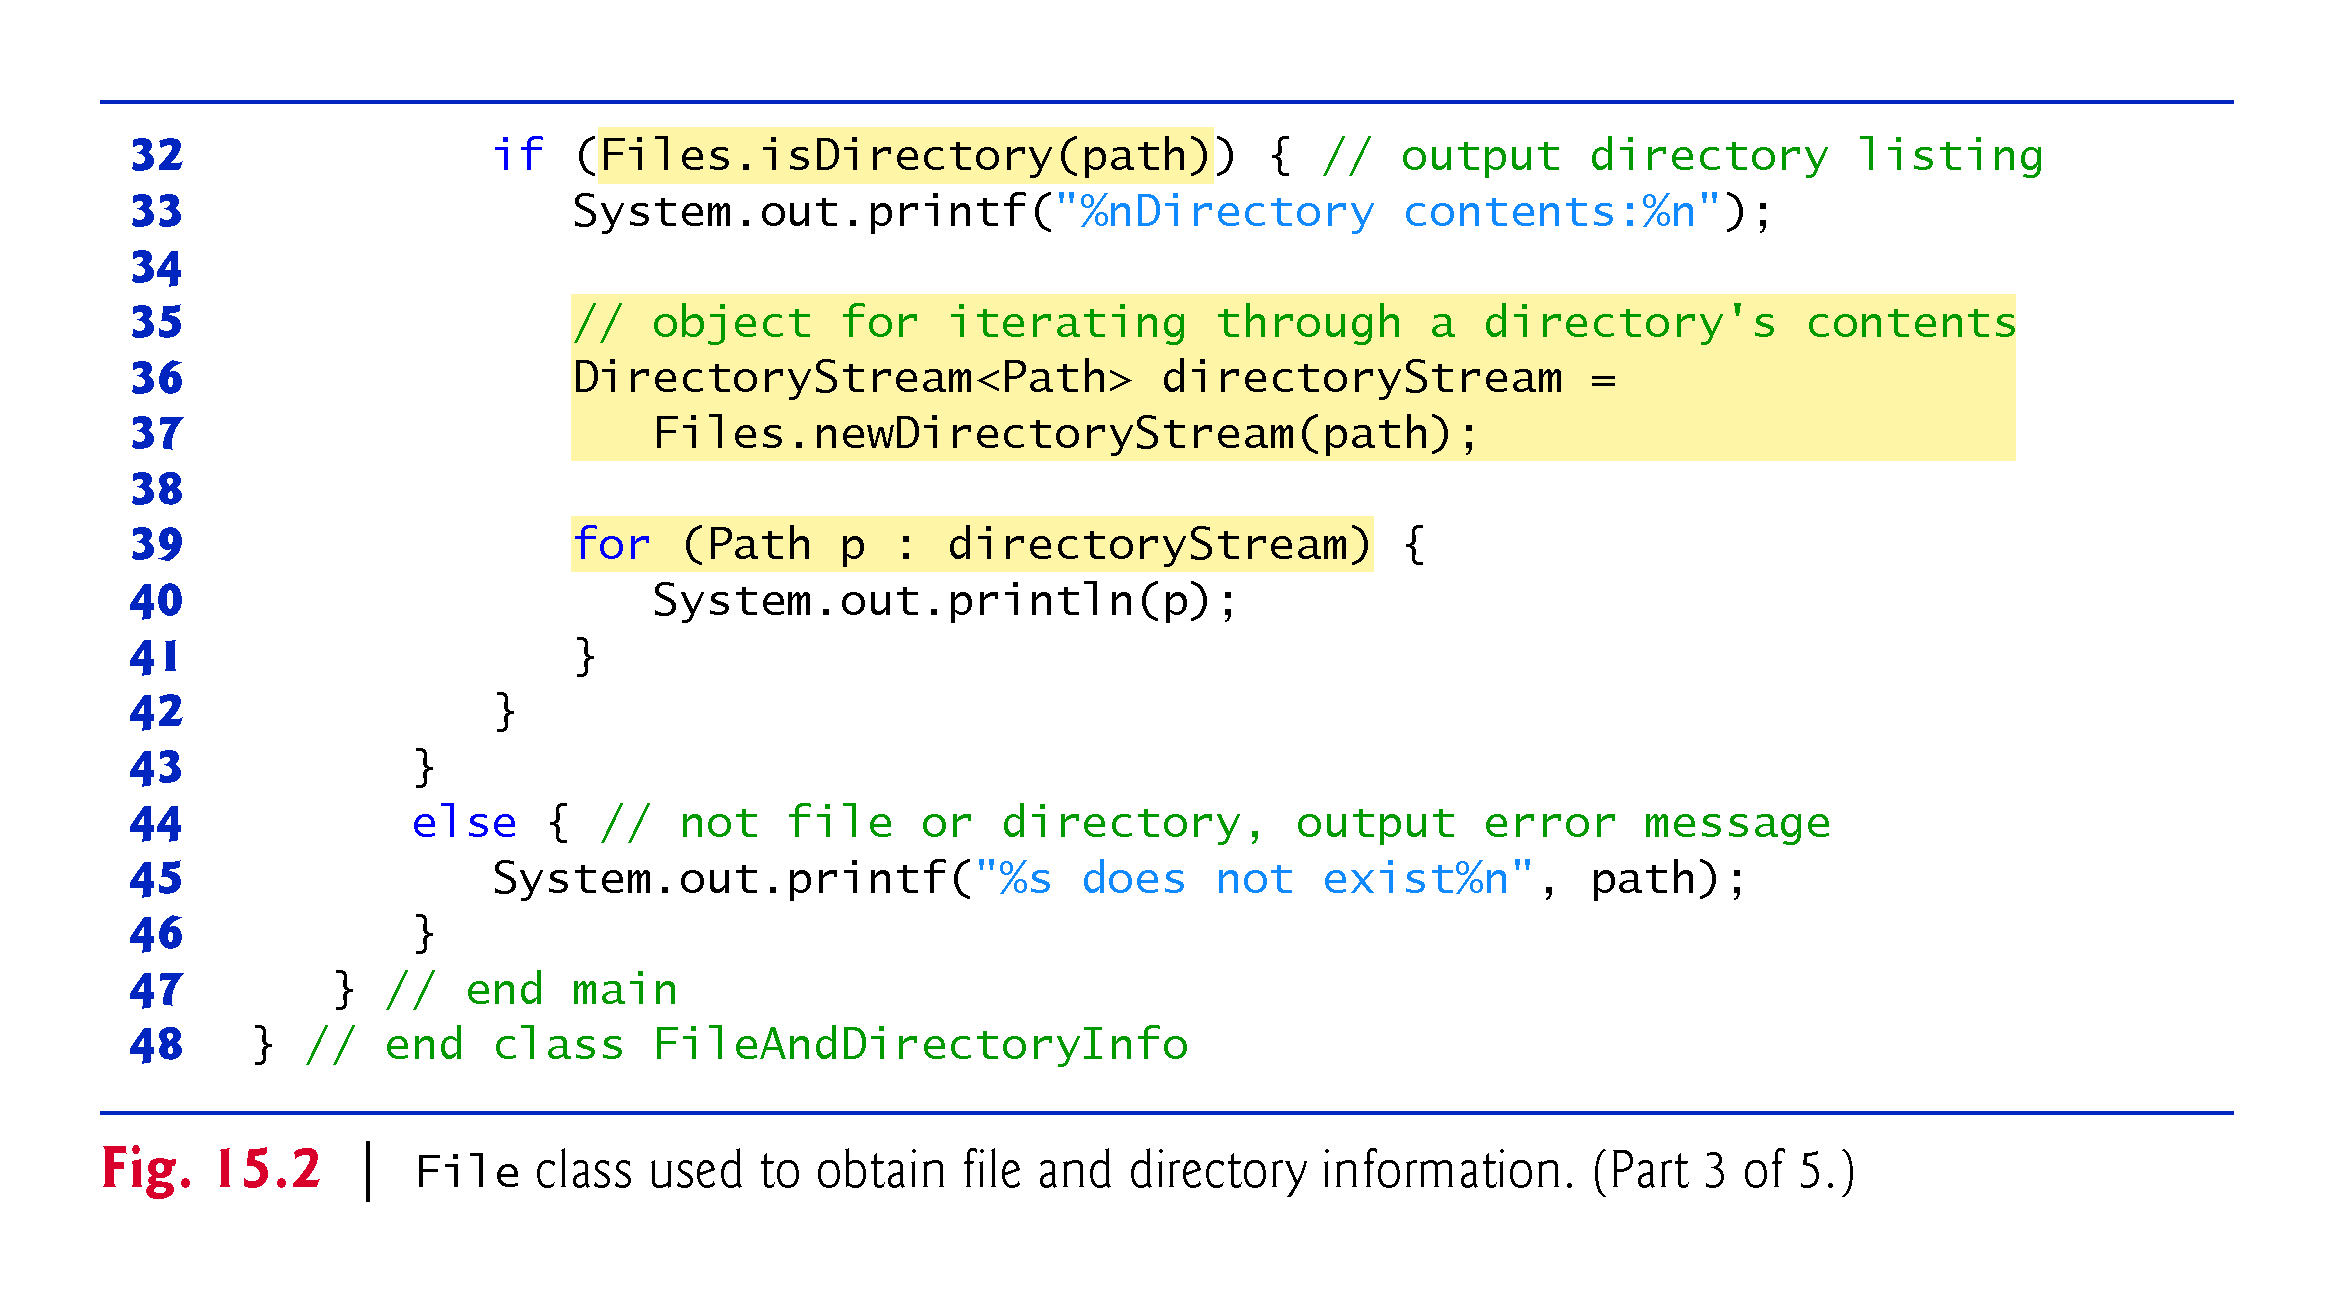 32            if (Files.isDirectory(path)) { // output directory listing
33               System.out.printf("%nDirectory contents:%n");
34
35               // object for iterating through a directory's contents
36               DirectoryStream<Path> directoryStream =
37                  Files.newDirectoryStream(path);
38
39               for (Path p : directoryStream) {
40                  System.out.println(p);
41               }
42            }
43         }
44         else { // not file or directory, output error message
45            System.out.printf("%s does not exist%n", path);
46         }
47      } // end main
48   } // end class FileAndDirectoryInfo
Fig. 15.2 | File class used to obtain file and directory information. (Part 3 of 5.)